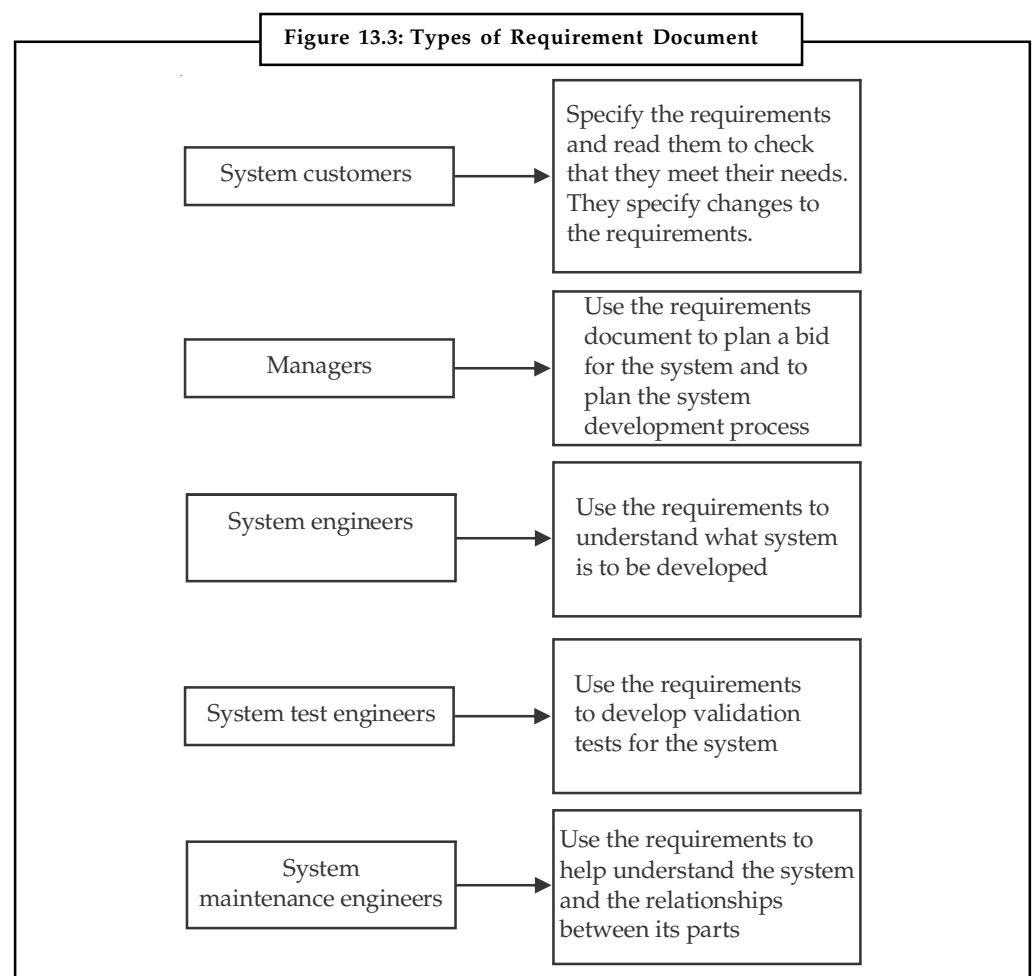 Figure 13.3: Types of Requirement Document
System customers
Specify the requirements
and read them to check
that they meet their needs.
They specify changes to
the requirements.
Managers
Use the requirements
document to plan a bid
for the system and to
plan the system
development process
System engineers
Use the requirements to
understand what system
is to be developed
System test engineers
Use the requirements
to develop validation
tests for the system
System
maintenance engineers
Use the requirements to
help understand the system
and the relationships
between its parts